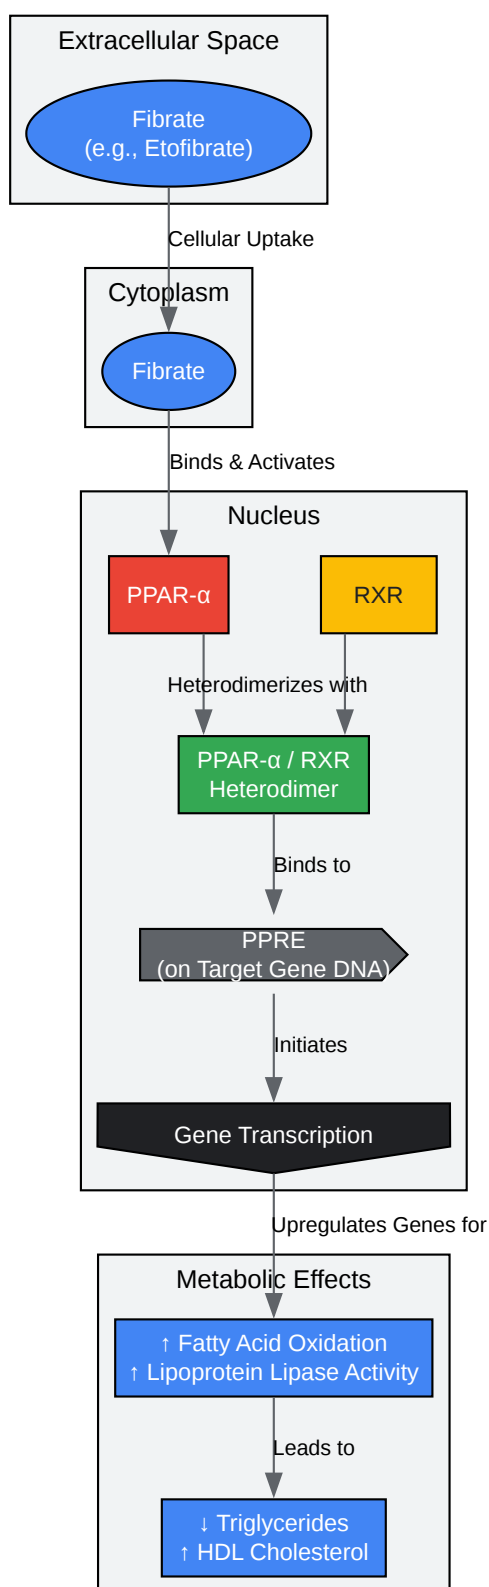 Extracellular Space
Fibrate
(e.g., Etofibrate)
Cellular Uptake
Cytoplasm
Fibrate
Binds & Activates
Nucleus
PPAR-α
RXR
Heterodimerizes with
PPAR-α / RXR
Heterodimer
Binds to
PPRE
(on Target Gene DNA)
Initiates
Gene Transcription
Upregulates Genes for
Metabolic Effects
↑ Fatty Acid Oxidation
↑ Lipoprotein Lipase Activity
Leads to
↓ Triglycerides
↑ HDL Cholesterol